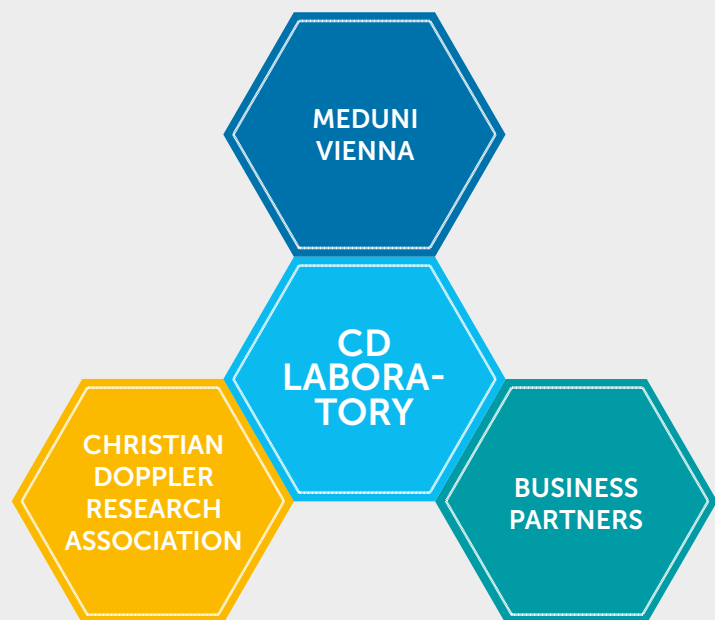 MEDUNI
VIENNA
CD
LABORA-
TORY
CHRISTIAN
DOPPLER
RESEARCH
ASSOCIATION
BUSINESS
PARTNERS